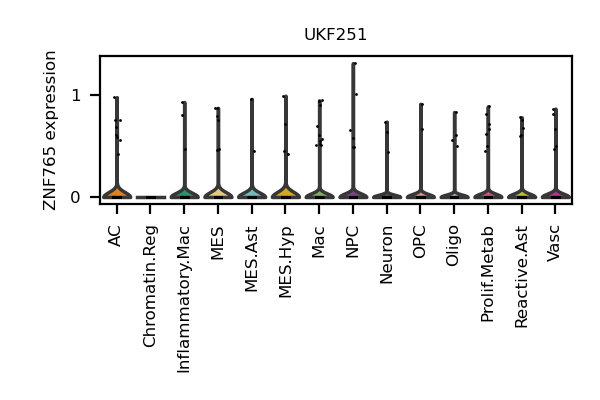 UKF251
ZNF765 expression
1
0
AC
Chromatin.Reg
Inflammatory.Mac
MES
MES.Ast
MES.Hyp
Mac
NPC
Neuron
OPC
Oligo
Prolif.Metab
Reactive.Ast
Vasc